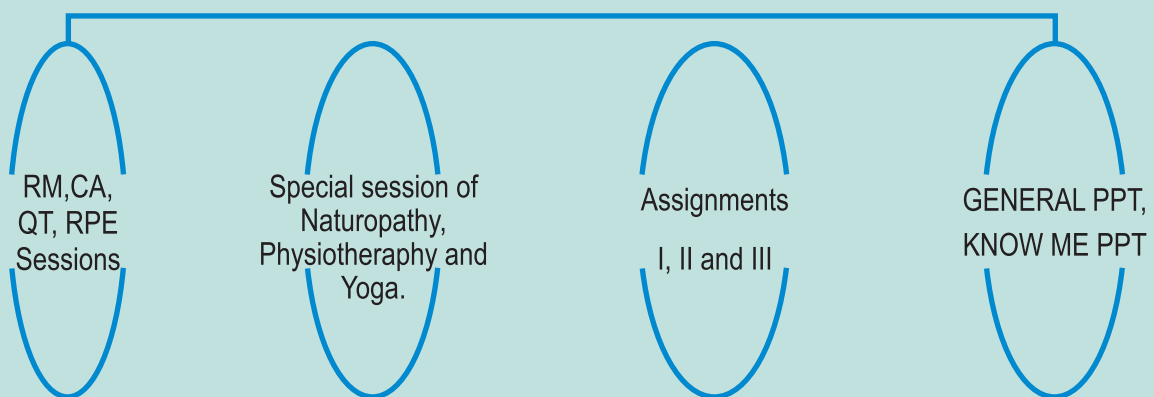 RM,CA,
QT, RPE
Sessions
Special session of
Naturopathy,
Physiotheraphy and
Yoga.
Assignments
I, II and III
GENERAL PPT,
KNOW ME PPT